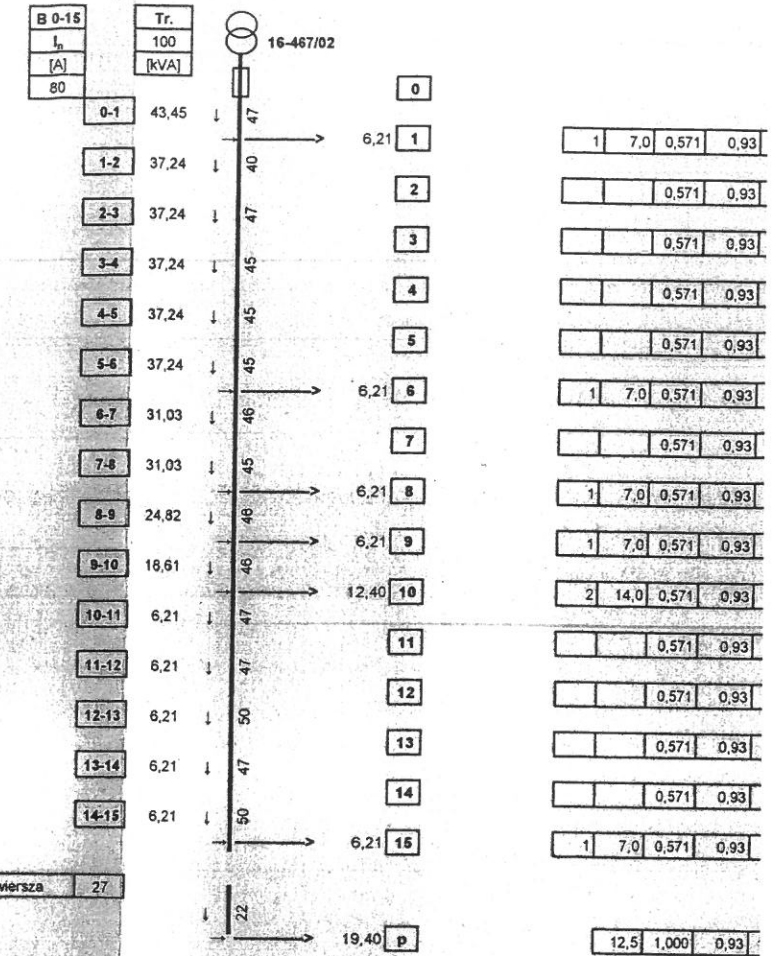 B 0-15 Tr.
In 100 16-467/02
[A] [kVA]
80 0
0-1 43,45 ↓ 47
6,21 1 1 7,0 0,571 0,93
1-2 37,24 ↓ 40
2 0,571 0,93
2-3 37,24 ↓ 47
3 0,571 0,93
3-4 37,24 ↓ 45
4 0,571 0,93
4-5 37,24 ↓ 45
5 0,571 0,93
5-6 37,24 ↓ 45
6,21 6 1 7,0 0,571 0,93
6-7 31,03 ↓ 46
7 0,571 0,93
7-8 31,03 ↓ 45
6,21 8 1 7,0 0,571 0,93
8-9 24,82 ↓ 46
6,21 9 1 7,0 0,571 0,93
9-10 18,61 ↓ 46
12,40 10 2 14,0 0,571 0,93
10-11 6,21 ↓ 47
11 0,571 0,93
11-12 6,21 ↓ 47
12 0,571 0,93
12-13 6,21 ↓ 50
13 0,571 0,93
13-14 6,21 ↓ 47
14 0,571 0,93
14-15 6,21 ↓ 50
6,21 15 1 7,0 0,571 0,93
wiersza 27
↓ 22
19,40 p 12,5 1,000 0,93